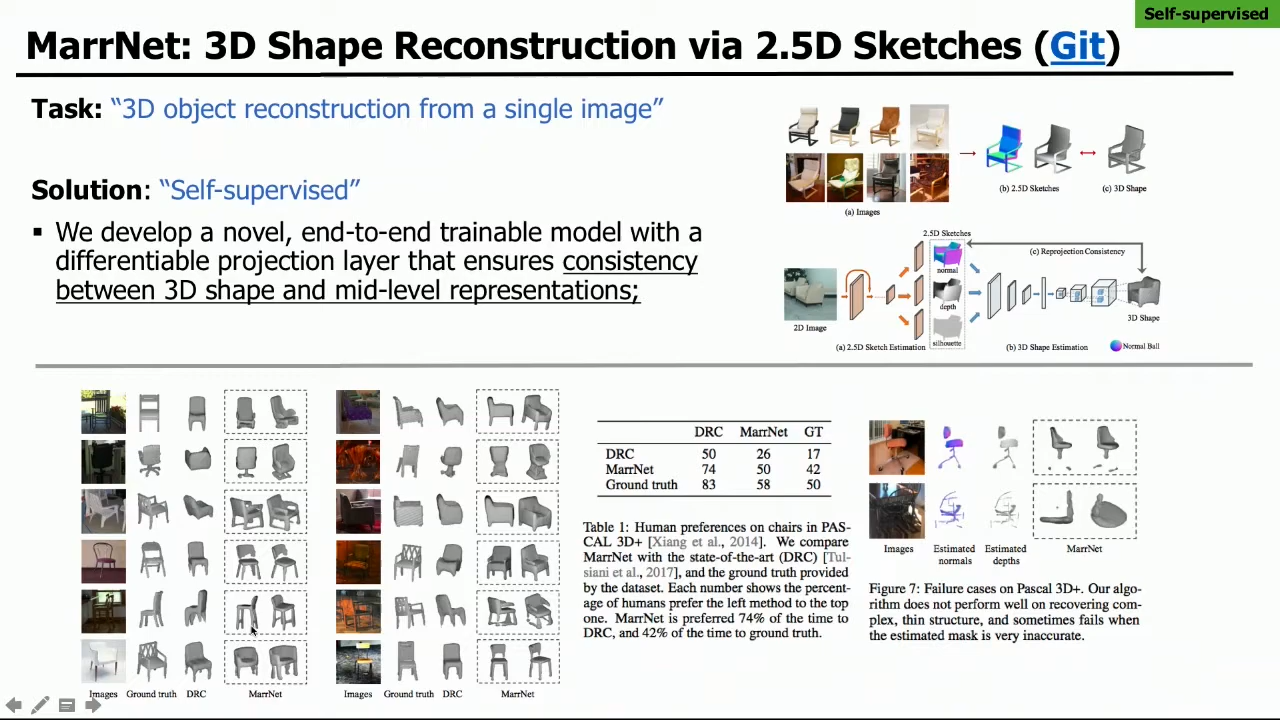 Self-supervised
MarrNet: 3D Shape Reconstruction via 2.5D Sketches (Git)
Task: “3D object reconstruction from a single image”
Solution: “Self-supervised”
▪ We develop a novel, end-to-end trainable model with a
differentiable projection layer that ensures consistency
between 3D shape and mid-level representations;
(a) Images
(b) 2.5D Sketches
(c) 3D Shape
2.5D Sketches
(c) Reprojection Consistency
normal
depth
silhouette
2D Image
3D Shape
(a) 2.5D Sketch Estimation
(b) 3D Shape Estimation
Normal Ball
Images Ground truth DRC MarrNet
Images Ground truth DRC MarrNet
DRC MarrNet GT
DRC 50 26 17
MarrNet 74 50 42
Ground truth 83 58 50
Table 1: Human preferences on chairs in PAS-
CAL 3D+ [Xiang et al., 2014]. We compare
MarrNet with the state-of-the-art (DRC) [Tul-
siani et al., 2017], and the ground truth provided
by the dataset. Each number shows the percent-
age of humans prefer the left method to the top
one. MarrNet is preferred 74% of the time to
DRC, and 42% of the time to ground truth.
Images Estimated normals Estimated depths MarrNet
Figure 7: Failure cases on Pascal 3D+. Our algo-
rithm does not perform well on recovering com-
plex, thin structure, and sometimes fails when
the estimated mask is very inaccurate.